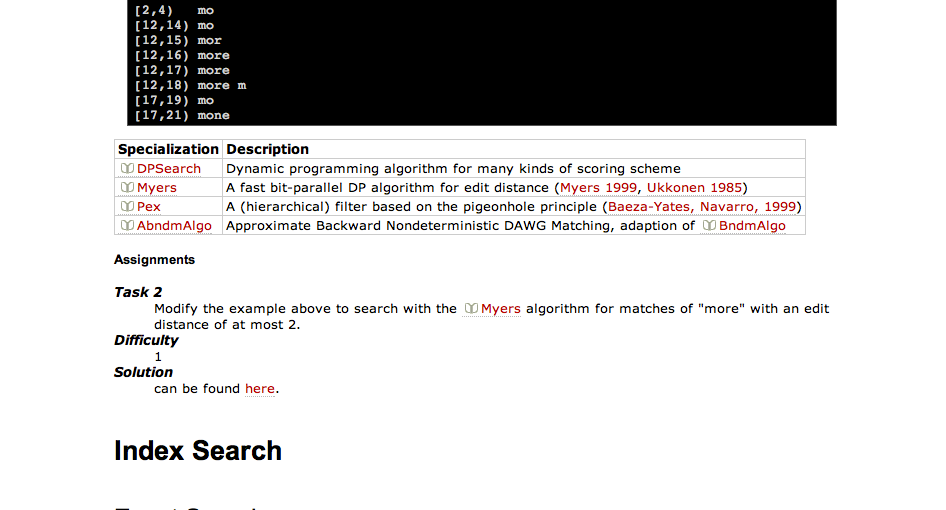 [2,4) mo
[12,14) mo
[12,15) mor
[12,16) more
[12,17) more
[12,18) more m
[17,19) mo
[17,21) mone
Specialization Description
DPSearch Dynamic programming algorithm for many kinds of scoring scheme
Myers A fast bit-parallel DP algorithm for edit distance (Myers 1999, Ukkonen 1985)
Pex A (hierarchical) filter based on the pigeonhole principle (Baeza-Yates, Navarro, 1999)
AbndmAlgo Approximate Backward Nondeterministic DAWG Matching, adaption of BndmAlgo
Assignments
Task 2
Modify the example above to search with the Myers algorithm for matches of "more" with an edit
distance of at most 2.
Difficulty
1
Solution
can be found here.
Index Search